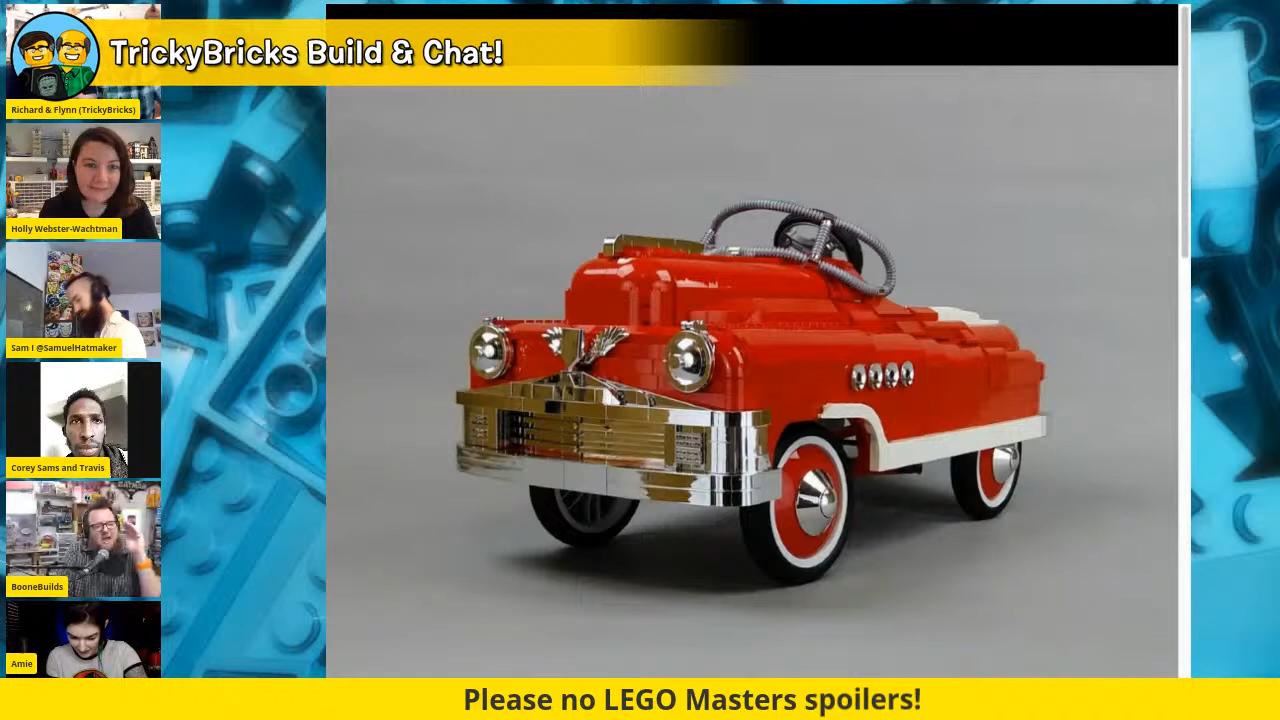 TrickyBricks Build & Chat!
Richard & Flynn (TrickyBricks)
Holly Webster-Wachtman
Sam I @SamuelHatmaker
Corey Sams and Travis
BooneBuilds
Amie
Please no LEGO Masters spoilers!